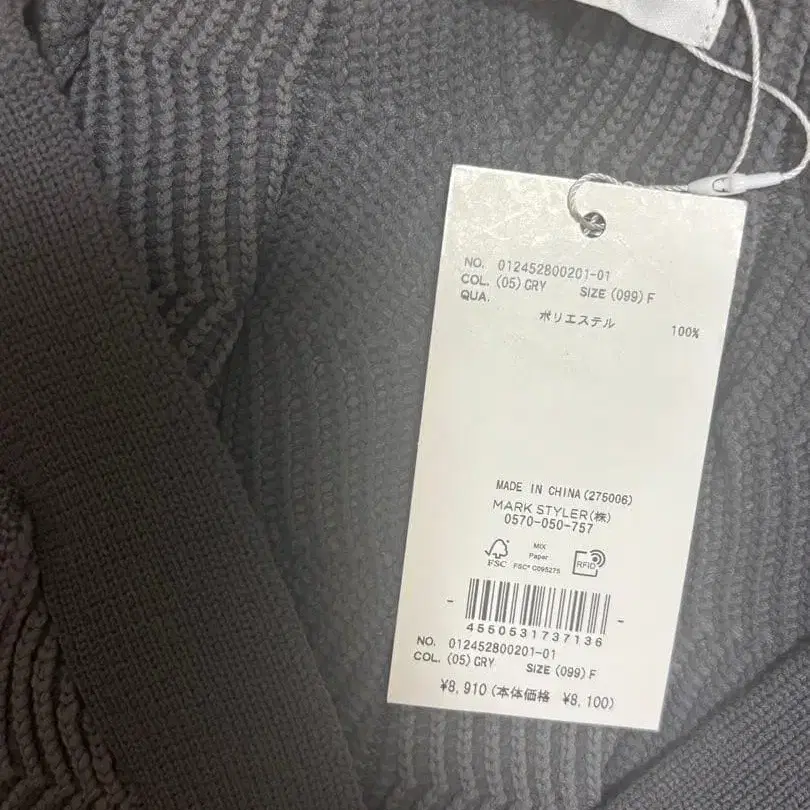 NO. 012452800201-01
COL. (05) GRY SIZE (099) F
QUA.
ポリエステル 100%
MADE IN CHINA (275006)
MARK STYLER(株)
0570-050-757
FSC
MIX
Paper
FSC® C095275
RFID
4550531737136
NO. 012452800201-01
COL. (05) GRY SIZE (099) F
¥8,910 (本体価格 ¥8,100)